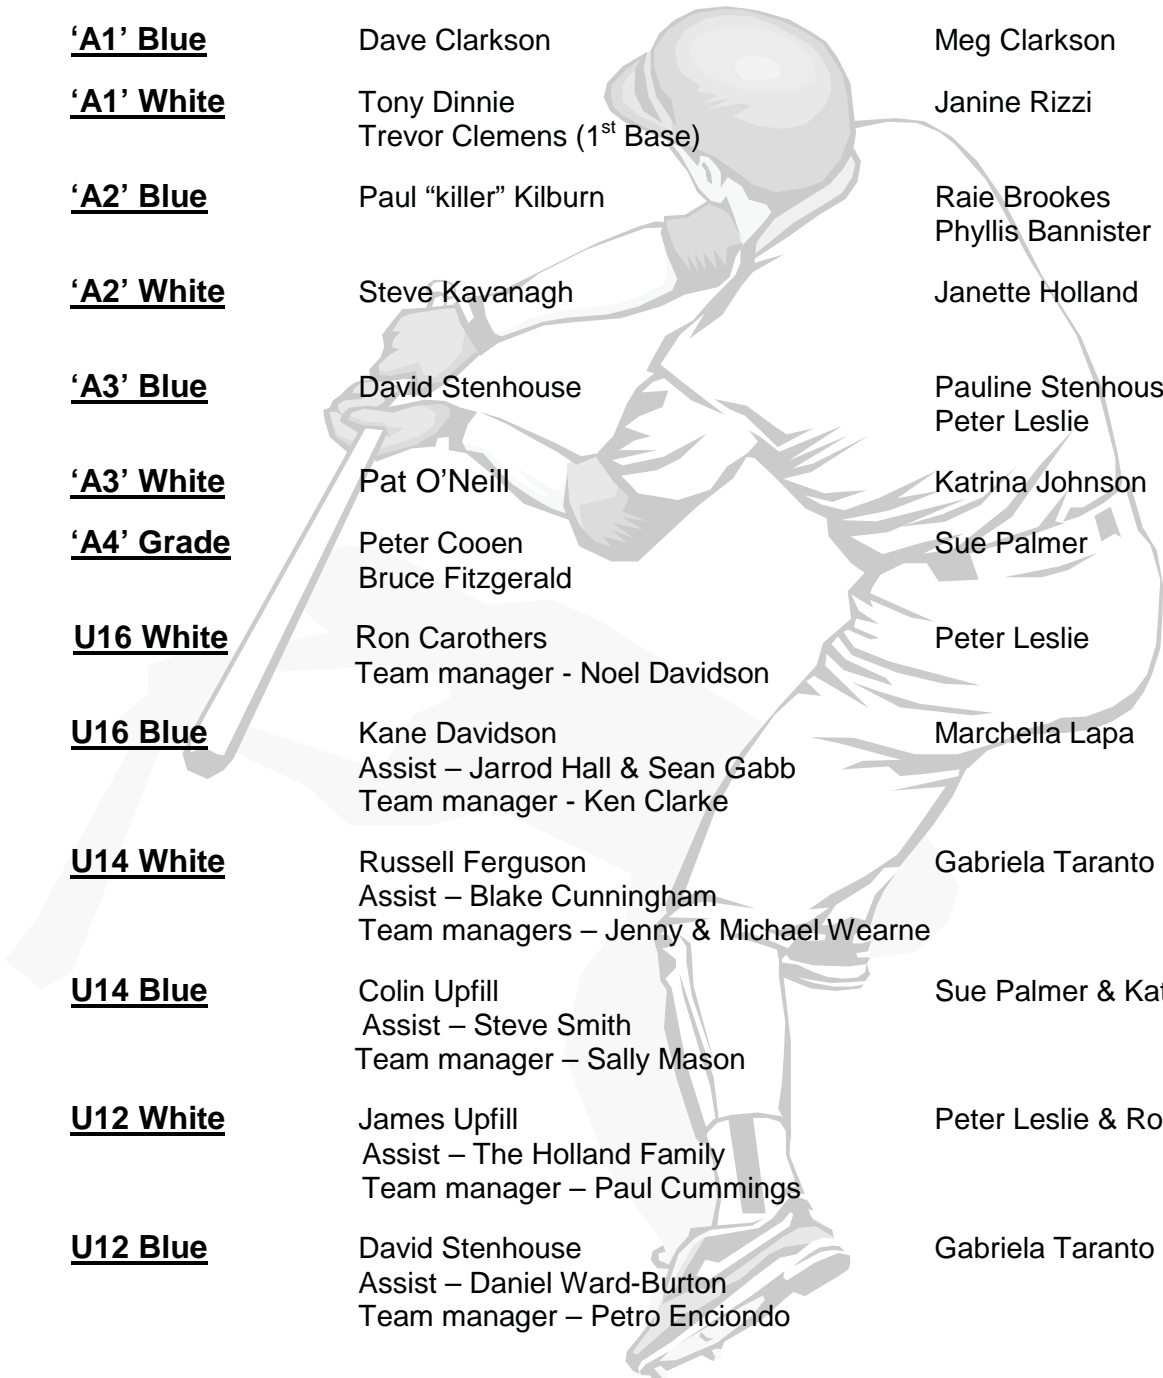 ‘A1’ Blue Dave Clarkson Meg Clarkson
‘A1’ White Tony Dinnie Janine Rizzi
Trevor Clemens (1st Base)
‘A2’ Blue Paul “killer” Kilburn Raie Brookes
Phyllis Bannister
‘A2’ White Steve Kavanagh Janette Holland
‘A3’ Blue David Stenhouse Pauline
Peter Leslie
‘A3’ White Pat O’Neill Katrina Johnson
‘A4’ Grade Peter Cooen Sue Palmer
Bruce Fitzgerald
U16 White Ron Carothers Peter Leslie
Team manager - Noel Davidson
U16 Blue Kane Davidson Marchella Lapa
Assist – Jarrod Hall & Sean Gabb
Team manager - Ken Clarke
U14 White Russell Ferguson Gabriela Taranto
Assist – Blake Cunningham
Team managers – Jenny & Michael Wearne
U14 Blue Colin Upfill Sue Palmer &
Assist – Steve Smith
Team manager – Sally Mason
U12 White James Upfill Peter Leslie &
Assist – The Holland Family
Team manager – Paul Cummings
U12 Blue David Stenhouse Gabriela Taranto
Assist – Daniel Ward-Burton
Team manager – Petro Enciondo